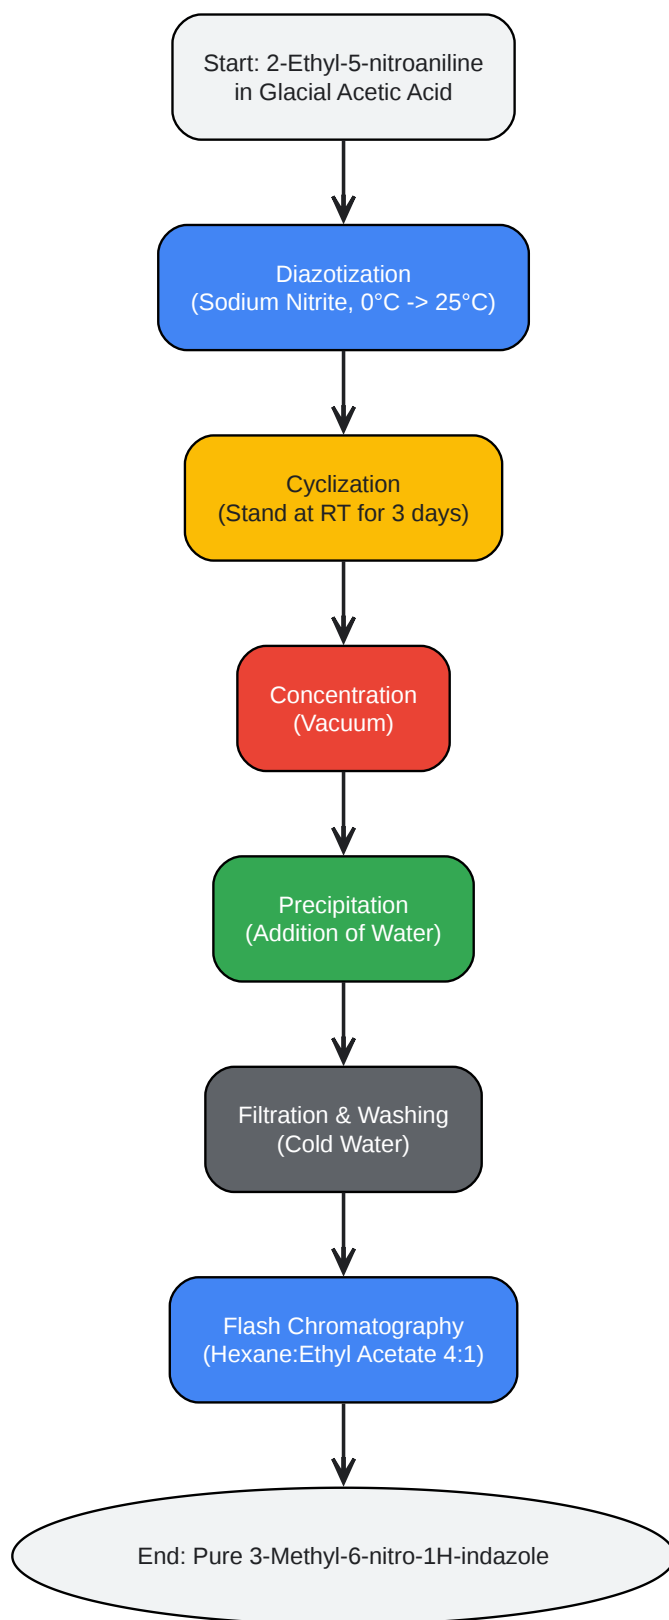 Start: 2-Ethyl-5-nitroaniline
in Glacial Acetic Acid
Diazotization
(Sodium Nitrite, 0°C -> 25°C)
Cyclization
(Stand at RT for 3 days)
Concentration
(Vacuum)
Precipitation
(Addition of Water)
Filtration & Washing
(Cold Water)
Flash Chromatography
(Hexane:Ethyl Acetate 4:1)
End: Pure 3-Methyl-6-nitro-1H-indazole